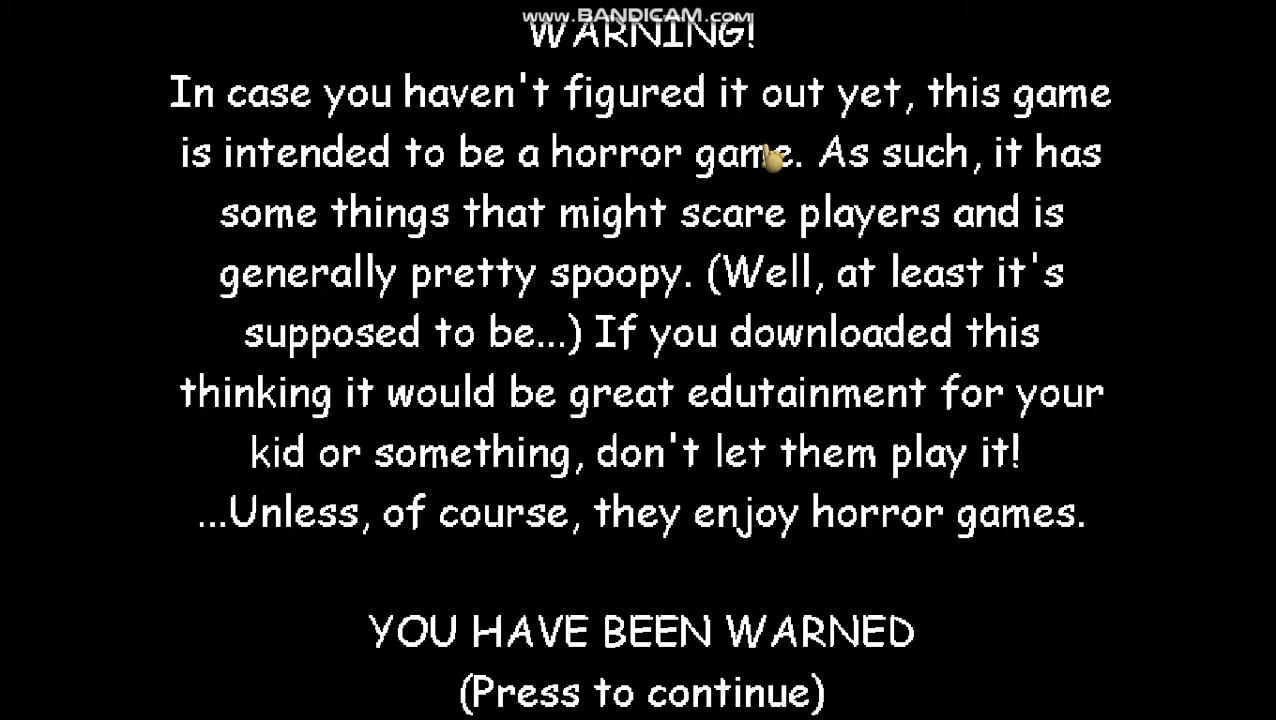 www.BANDICAM.com
WARNING!
In case you haven't figured it out yet, this game
is intended to be a horror game. As such, it has
some things that might scare players and is
generally pretty spoopy. (Well, at least it's
supposed to be...) If you downloaded this
thinking it would be great edutainment for your
kid or something, don't let them play it!
...Unless, of course, they enjoy horror games.
YOU HAVE BEEN WARNED
(Press to continue)